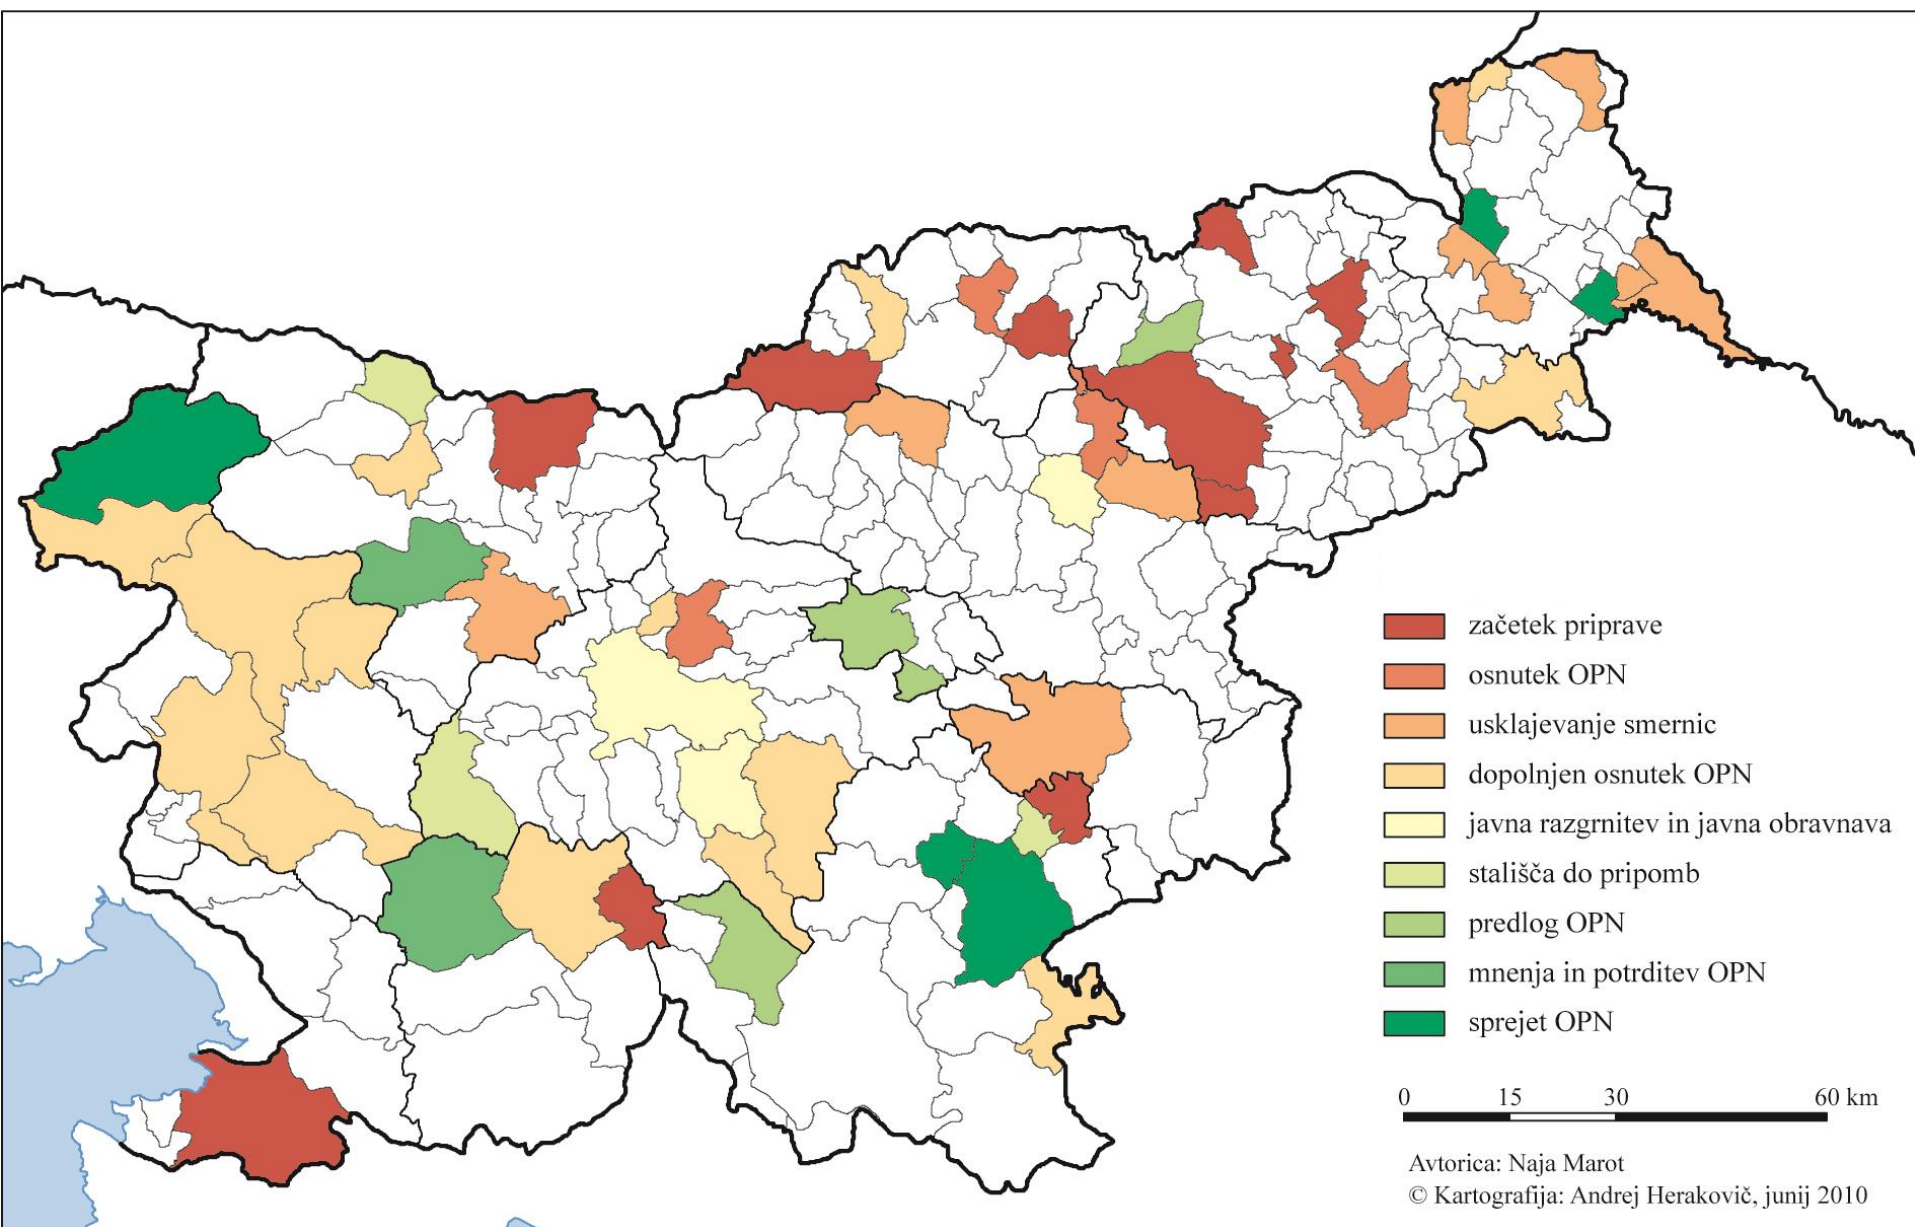 začetek priprave
osnutek OPN
usklajevanje smernic
dopolnjen osnutek OPN
javna razgrnitev in javna obravnava
stališča do pripomb
predlog OPN
mnenja in potrditev OPN
sprejet OPN
0 15 30 60 km
Avtorica: Naja Marot
© Kartografija: Andrej Herakovič, junij 2010